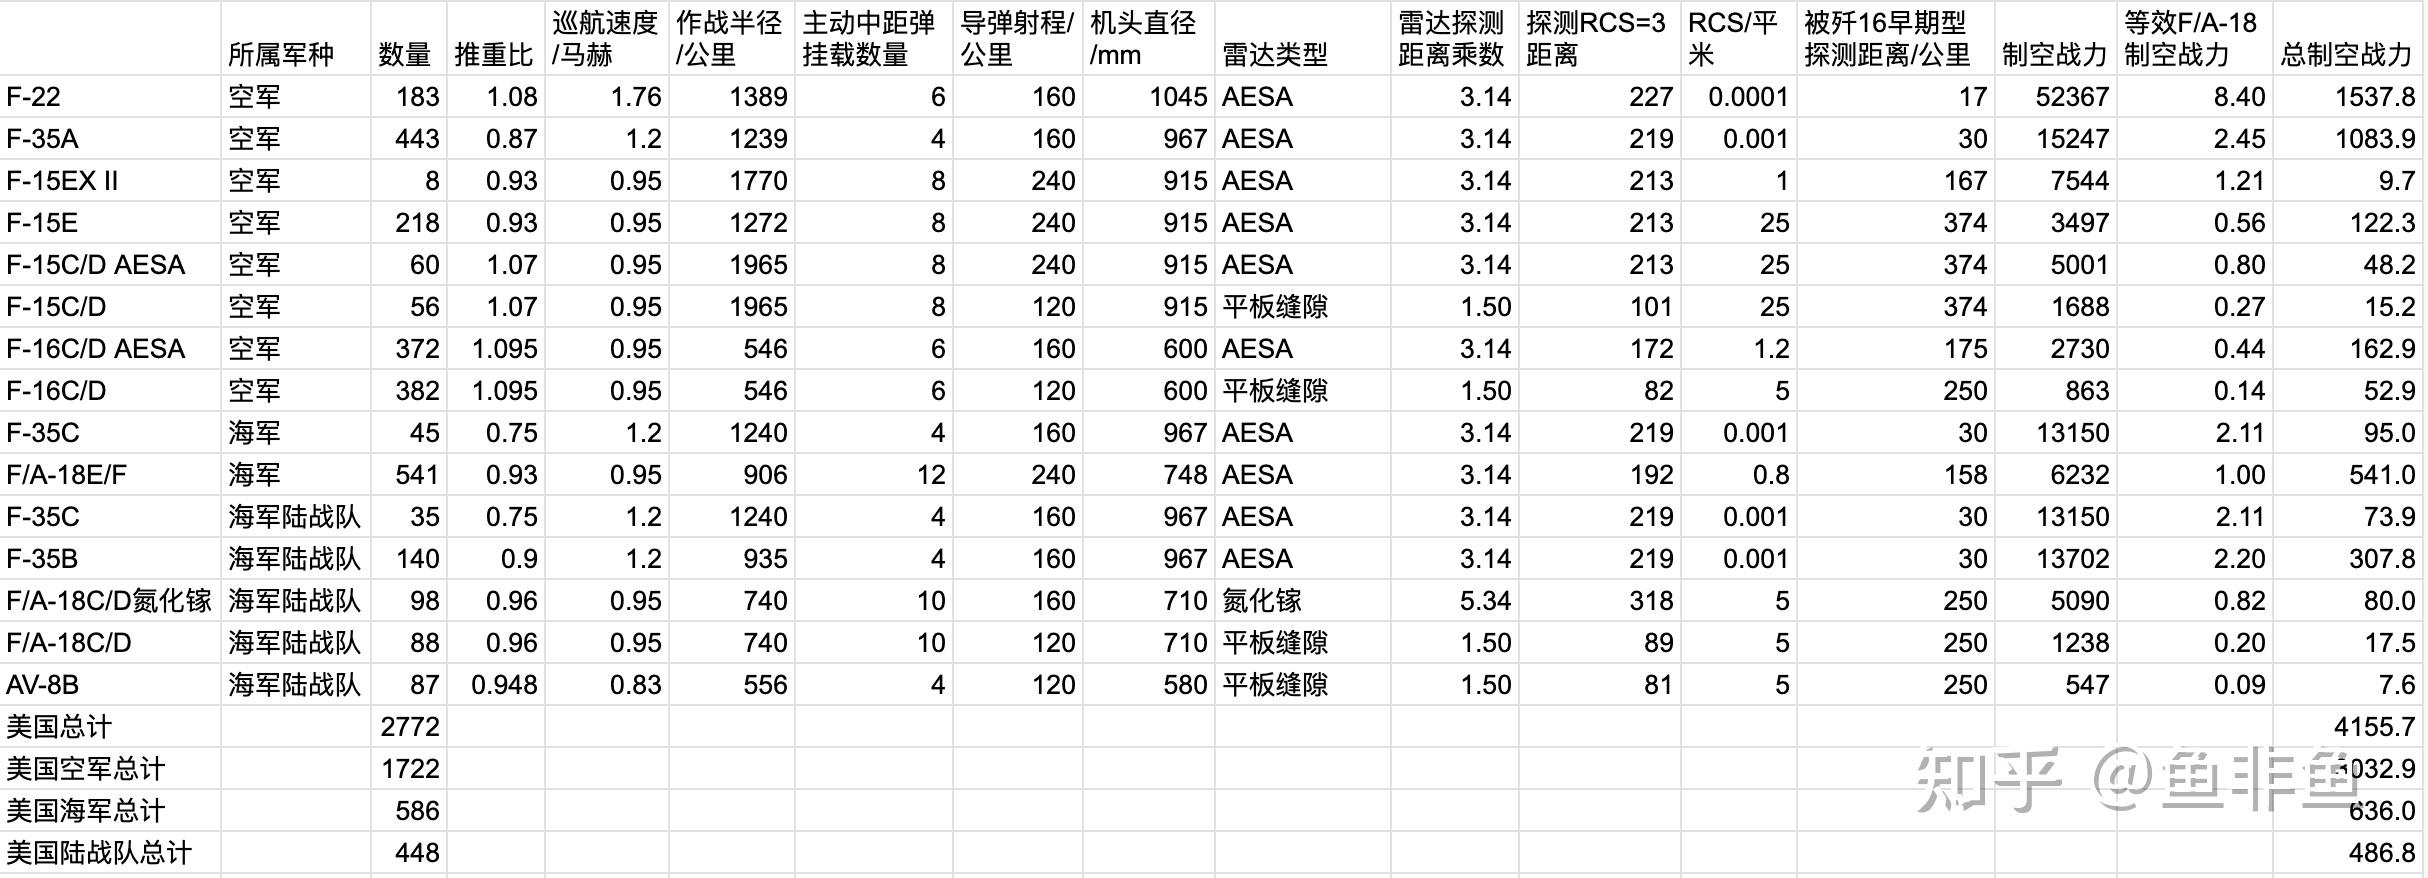 所属军种 数量 推重比 巡航速度/马赫 作战半径/公里 主动中距弹挂载数量 导弹射程/公里 机头直径/mm 雷达类型 雷达探测距离乘数 探测RCS=3距离 RCS/平米 被歼16早期型探测距离/公里 制空战力 等效F/A-18制空战力 总制空战力
F-22 空军 183 1.08 1.76 1389 6 160 1045 AESA 3.14 227 0.0001 17 52367 8.40 1537.8
F-35A 空军 443 0.87 1.2 1239 4 160 967 AESA 3.14 219 0.001 30 15247 2.45 1083.9
F-15EX II 空军 8 0.93 0.95 1770 8 240 915 AESA 3.14 213 1 167 7544 1.21 9.7
F-15E 空军 218 0.93 0.95 1272 8 240 915 AESA 3.14 213 25 374 3497 0.56 122.3
F-15C/D AESA 空军 60 1.07 0.95 1965 8 240 915 AESA 3.14 213 25 374 5001 0.80 48.2
F-15C/D 空军 56 1.07 0.95 1965 8 120 915 平板缝隙 1.50 101 25 374 1688 0.27 15.2
F-16C/D AESA 空军 372 1.095 0.95 546 6 160 600 AESA 3.14 172 1.2 175 2730 0.44 162.9
F-16C/D 空军 382 1.095 0.95 546 6 120 600 平板缝隙 1.50 82 5 250 863 0.14 52.9
F-35C 海军 45 0.75 1.2 1240 4 160 967 AESA 3.14 219 0.001 30 13150 2.11 95.0
F/A-18E/F 海军 541 0.93 0.95 906 12 240 748 AESA 3.14 192 0.8 158 6232 1.00 541.0
F-35C 海军陆战队 35 0.75 1.2 1240 4 160 967 AESA 3.14 219 0.001 30 13150 2.11 73.9
F-35B 海军陆战队 140 0.9 1.2 935 4 160 967 AESA 3.14 219 0.001 30 13702 2.20 307.8
F/A-18C/D氮化镓 海军陆战队 98 0.96 0.95 740 10 160 710 氮化镓 5.34 318 5 250 5090 0.82 80.0
F/A-18C/D 海军陆战队 88 0.96 0.95 740 10 120 710 平板缝隙 1.50 89 5 250 1238 0.20 17.5
AV-8B 海军陆战队 87 0.948 0.83 556 4 120 580 平板缝隙 1.50 81 5 250 547 0.09 7.6
美国总计 2772 4155.7
美国空军总计 1722 3032.9
美国海军总计 586 636.0
美国陆战队总计 448 486.8
知乎 @鱼非鱼